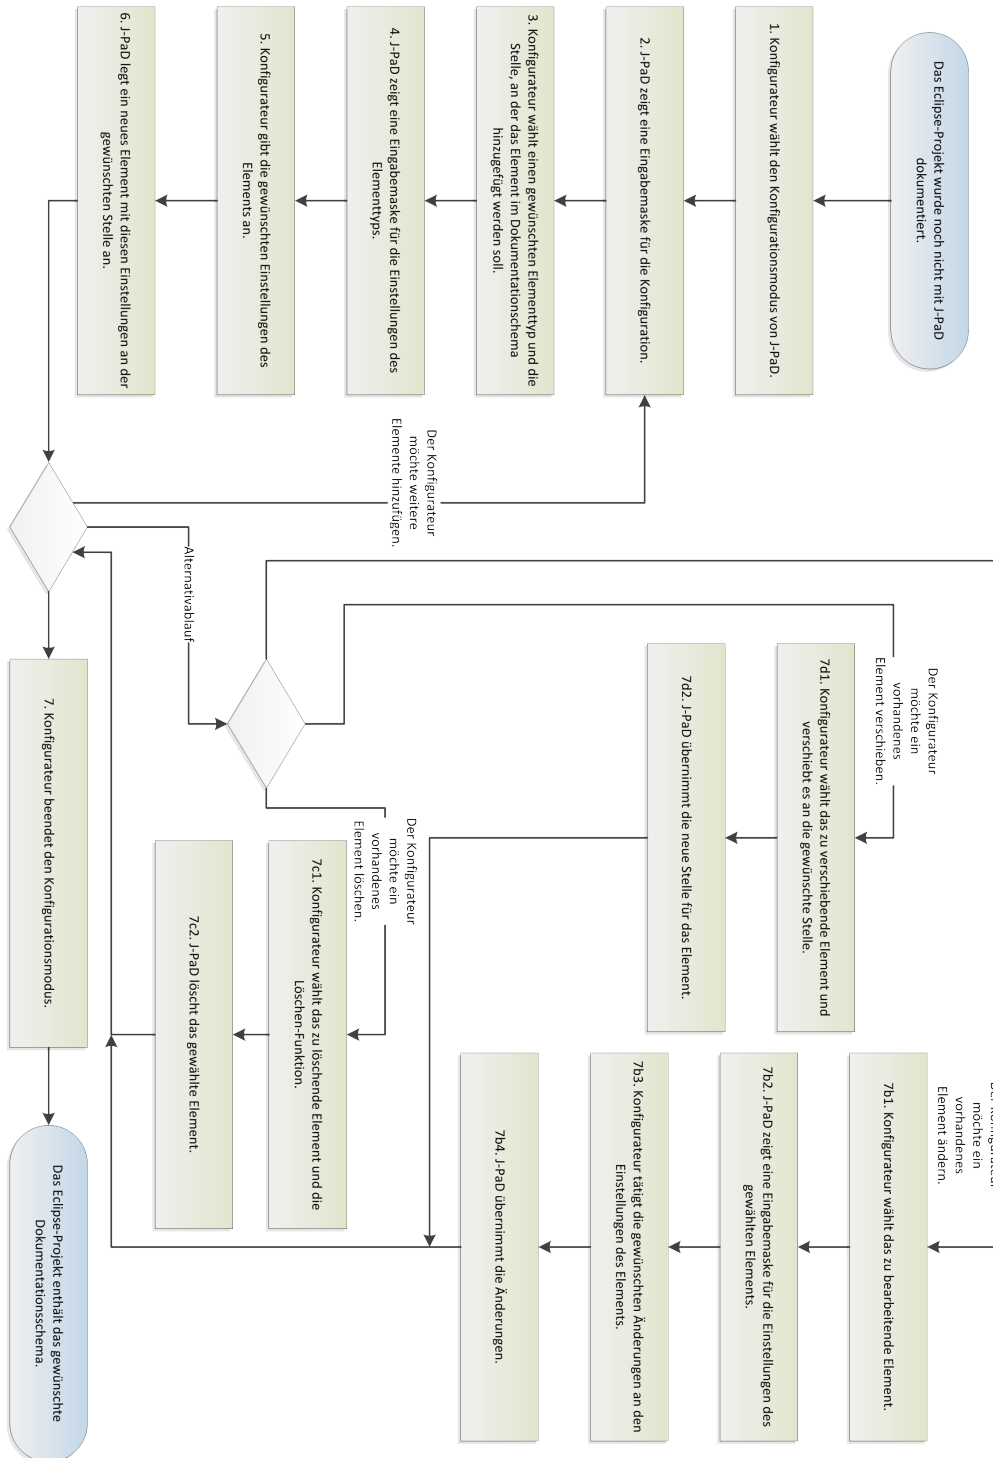 Das Eclipse-Projekt wurde noch nicht mit J-PaD
dokumentiert.
1. Konfigurateur wählt den Konfigurationsmodus von J-PaD.
2. J-PaD zeigt eine Eingabemaske für die Konfiguration.
3. Konfigurateur wählt einen gewünschten Elementtyp und die
Stelle, an der das Element im Dokumentationschema
hinzugefügt werden soll.
4. J-PaD zeigt eine Eingabemaske für die Einstellungen des
Elementtyps.
5. Konfigurateur gibt die gewünschten Einstellungen des
Elements an.
6. J-PaD legt ein neues Element mit diesen Einstellungen an der
gewünschten Stelle an.
Der Konfigurateur
möchte weitere
Elemente hinzufügen.
Alternativablauf
7. Konfigurateur beendet den Konfigurationsmodus.
Das Eclipse-Projekt enthält das gewünschte
Dokumentationsschema.
Der Konfigurateur
möchte ein
vorhandenes
Element verschieben.
7d1. Konfigurateur wählt das zu verschiebende Element und
verschiebt es an die gewünschte Stelle.
7d2. J-PaD übernimmt die neue Stelle für das Element.
Der Konfigurateur
möchte ein
vorhandenes
Element löschen.
7c1. Konfigurateur wählt das zu löschende Element und die
Löschen-Funktion.
7c2. J-PaD löscht das gewählte Element.
möchte ein
vorhandenes
Element ändern.
7b1. Konfigurateur wählt das zu bearbeitende Element.
7b2. J-PaD zeigt eine Eingabemaske für die Einstellungen des
gewählten Elements.
7b3. Konfigurateur tätigt die gewünschten Änderungen an den
Einstellungen des Elements.
7b4. J-PaD übernimmt die Änderungen.